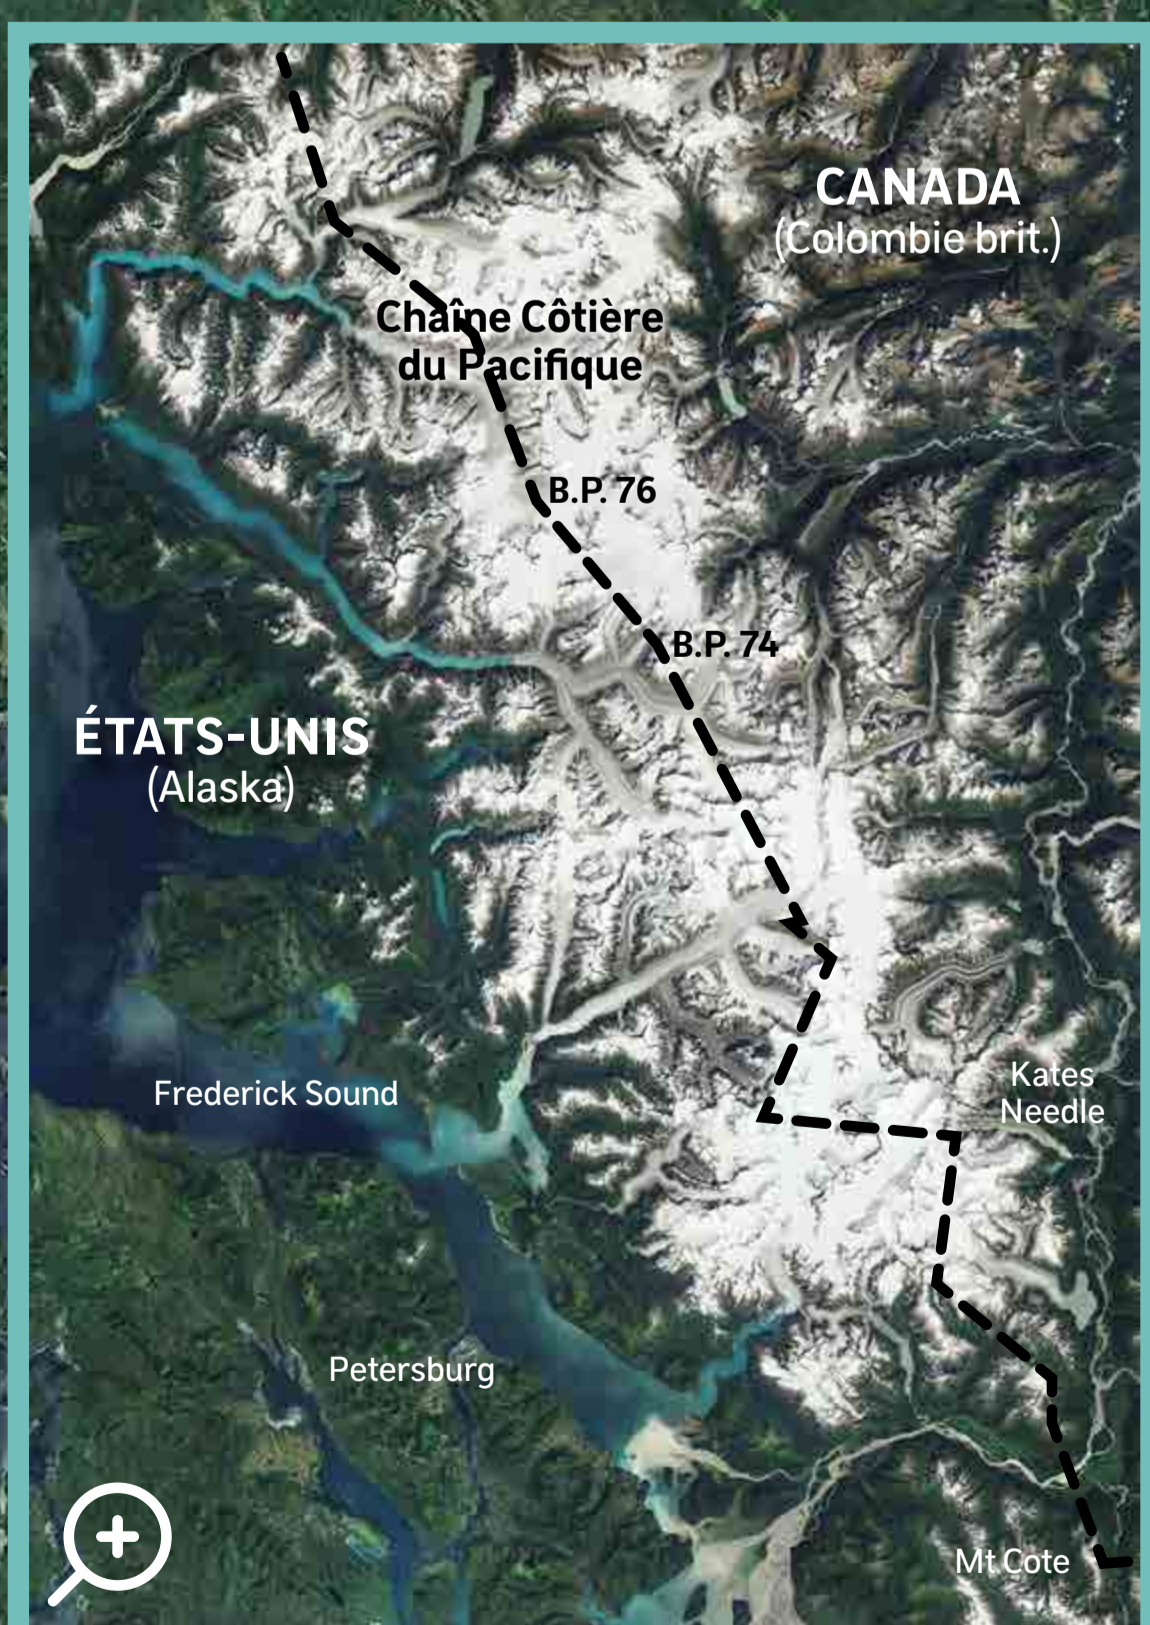 CANADA
(Colombie brit.)
Chaîne Côtière
du Pacifique
B.P. 76
B.P. 74
ÉTATS-UNIS
(Alaska)
Frederick Sound
Kates
Needle
Petersburg
Mt Cote